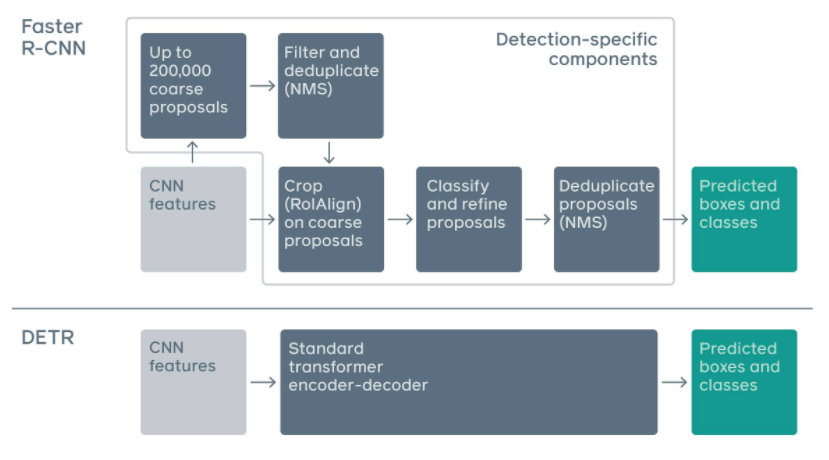 Faster
R-CNN
Detection-specific
components
Up to
200,000
coarse
proposals
Filter and
deduplicate
(NMS)
CNN
features
Crop
(RoIAlign)
on coarse
proposals
Classify
and refine
proposals
Deduplicate
proposals
(NMS)
Predicted
boxes and
classes
DETR
CNN
features
Standard
transformer
encoder-decoder
Predicted
boxes and
classes